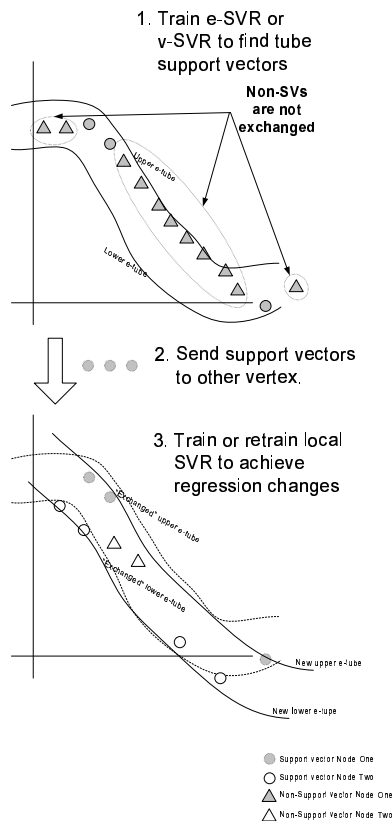 1. Train e-SVR or
v-SVR to find tube
support vectors
Non-SVs
are not
exchanged
Upper e-tube
Lower e-tube
2. Send support vectors
to other vertex.
3. Train or retrain local
SVR to achieve
regression changes
"Exchanged" upper e-tube
"Exchanged" lower e-tube
New upper e-tube
New lower e-tupe
Support vector Node One
Support vector Node Two
Non-Support vector Node One
Non-Support vector Node Two